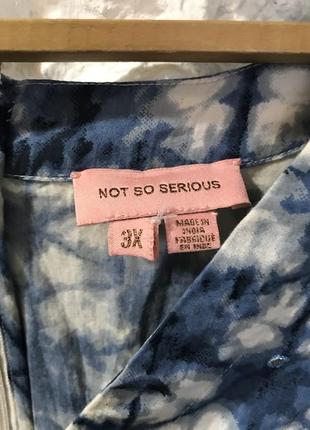 NOT SO SERIOUS
3X
MADE IN
INDIA
FABRIQUÉ
EN INDE